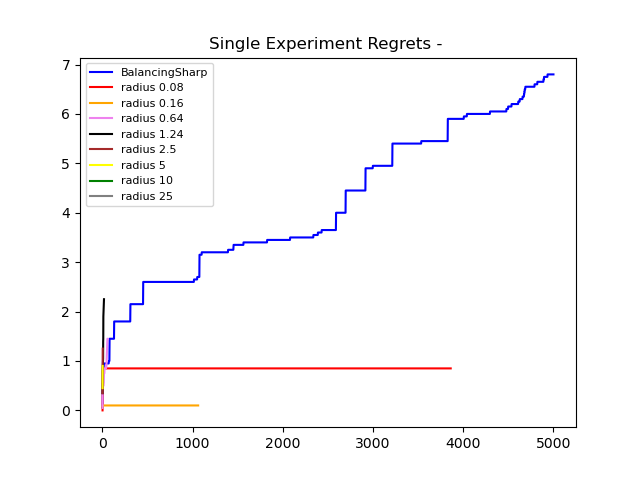 Single Experiment Regrets -
7
6
5
4
3
2
1
0
BalancingSharp
radius 0.08
radius 0.16
radius 0.64
radius 1.24
radius 2.5
radius 5
radius 10
radius 25
0 1000 2000 3000 4000 5000